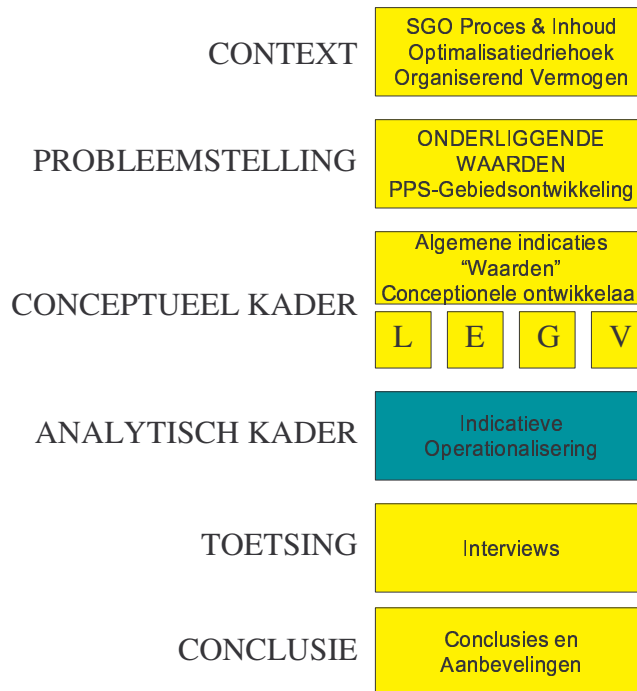 CONTEXT
SGO Proces & Inhoud
Optimalisatiedriehoek
Organiserend Vermogen
PROBLEEMSTELLING
ONDERLIGGENDE
WAARDEN
PPS-Gebiedsontwikkeling
CONCEPTUEEL KADER
Algemene indicaties
“Waarden”
Conceptionele ontwikkelaa
L E G V
ANALYTISCH KADER
Indicatieve
Operationalisering
TOETSING
Interviews
CONCLUSIE
Conclusies en
Aanbevelingen